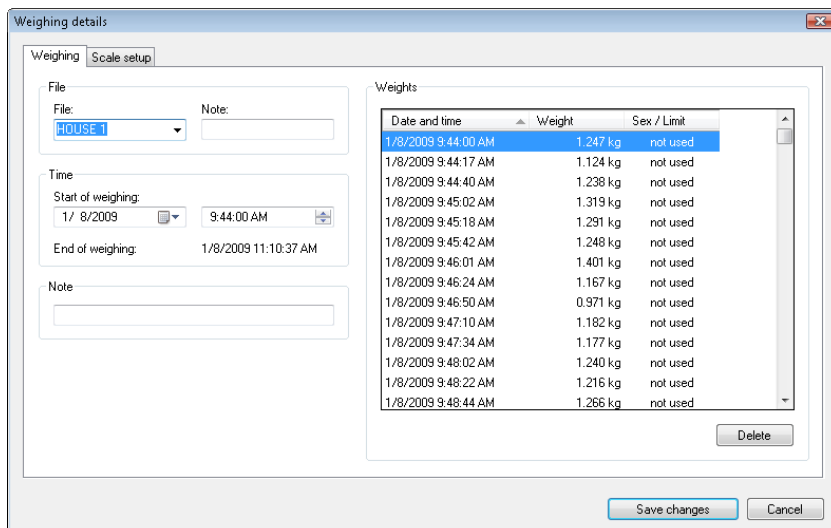 Weighing details
Weighing Scale setup
File
File: Note:
HOUSE 1
Time
Start of weighing:
1/ 8/2009 9:44:00 AM
End of weighing: 1/8/2009 11:10:37 AM
Note
Weights
Date and time Weight Sex / Limit
1/8/2009 9:44:00 AM 1.247 kg not used
1/8/2009 9:44:17 AM 1.124 kg not used
1/8/2009 9:44:40 AM 1.238 kg not used
1/8/2009 9:45:02 AM 1.319 kg not used
1/8/2009 9:45:18 AM 1.291 kg not used
1/8/2009 9:45:42 AM 1.248 kg not used
1/8/2009 9:46:01 AM 1.401 kg not used
1/8/2009 9:46:24 AM 1.167 kg not used
1/8/2009 9:46:50 AM 0.971 kg not used
1/8/2009 9:47:10 AM 1.182 kg not used
1/8/2009 9:47:34 AM 1.177 kg not used
1/8/2009 9:48:02 AM 1.240 kg not used
1/8/2009 9:48:22 AM 1.216 kg not used
1/8/2009 9:48:44 AM 1.266 kg not used
Delete
Save changes Cancel